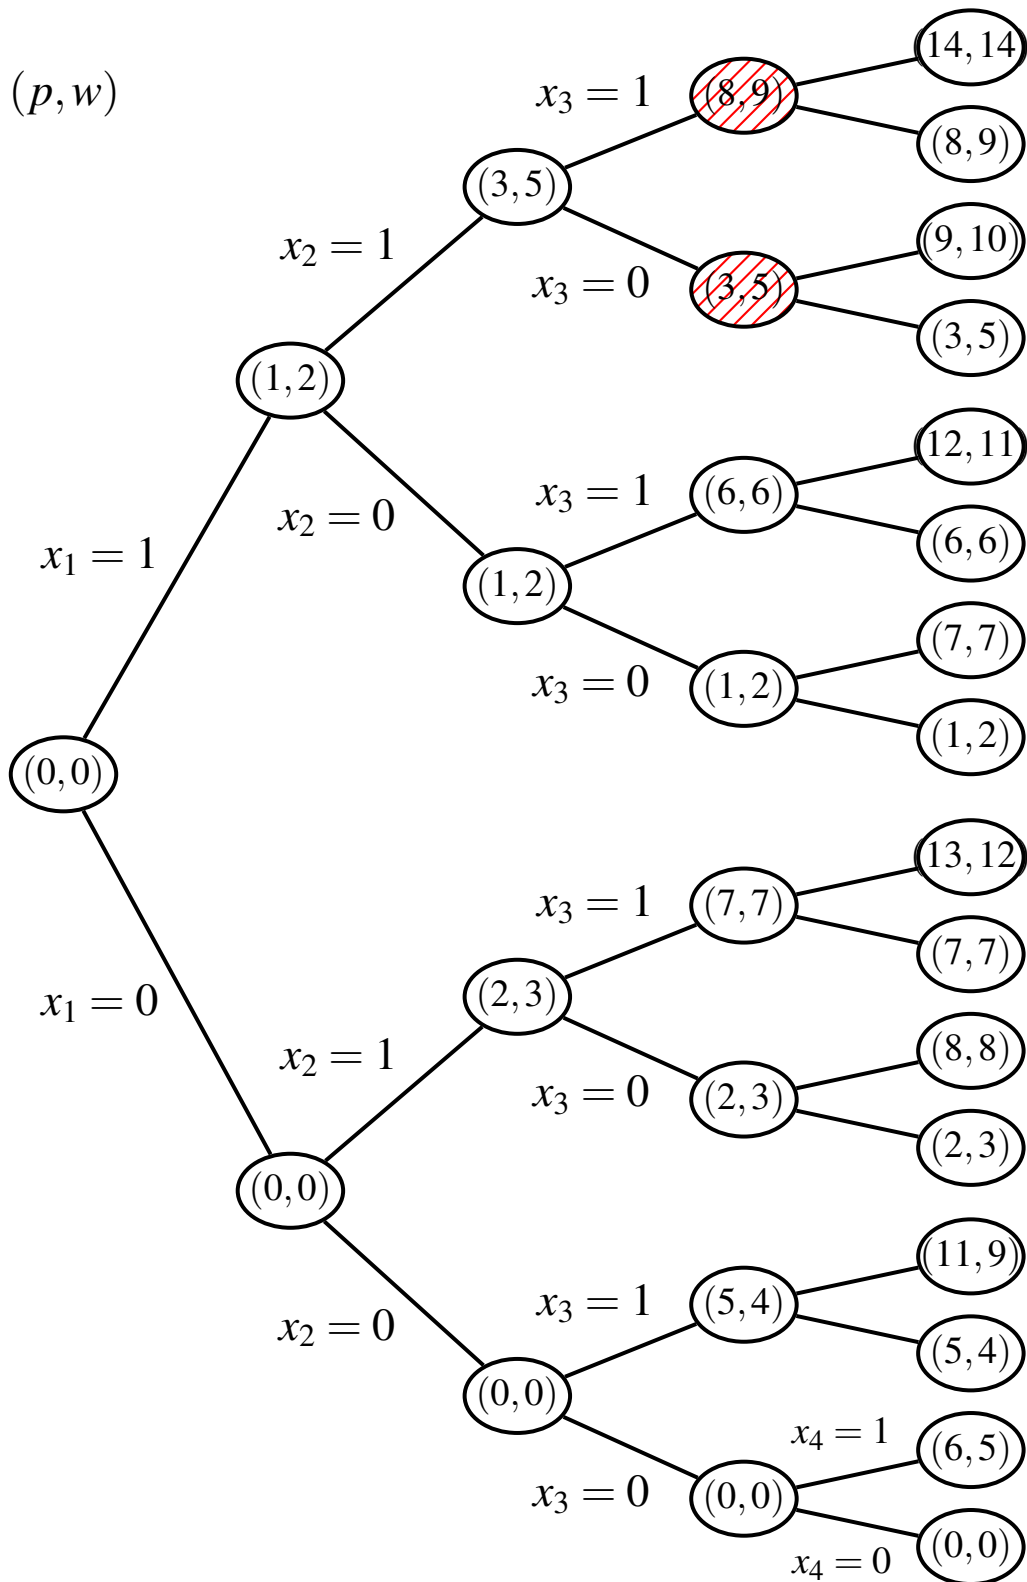 (14,14)
(p,w)
x₃ = 1
(8,9)
(8,9)
(3,5)
x₂ = 1
(9,10)
x₃ = 0
(3,5)
(3,5)
(1,2)
(12,11)
x₃ = 1
(6,6)
x₂ = 0
(6,6)
x₁ = 1
(1,2)
(7,7)
x₃ = 0
(1,2)
(1,2)
(0,0)
(13,12)
x₃ = 1
(7,7)
(7,7)
x₁ = 0
(2,3)
x₂ = 1
(8,8)
x₃ = 0
(2,3)
(2,3)
(0,0)
(11,9)
x₃ = 1
(5,4)
x₂ = 0
(5,4)
(0,0)
x₄ = 1
(6,5)
x₃ = 0
(0,0)
(0,0)
x₄ = 0